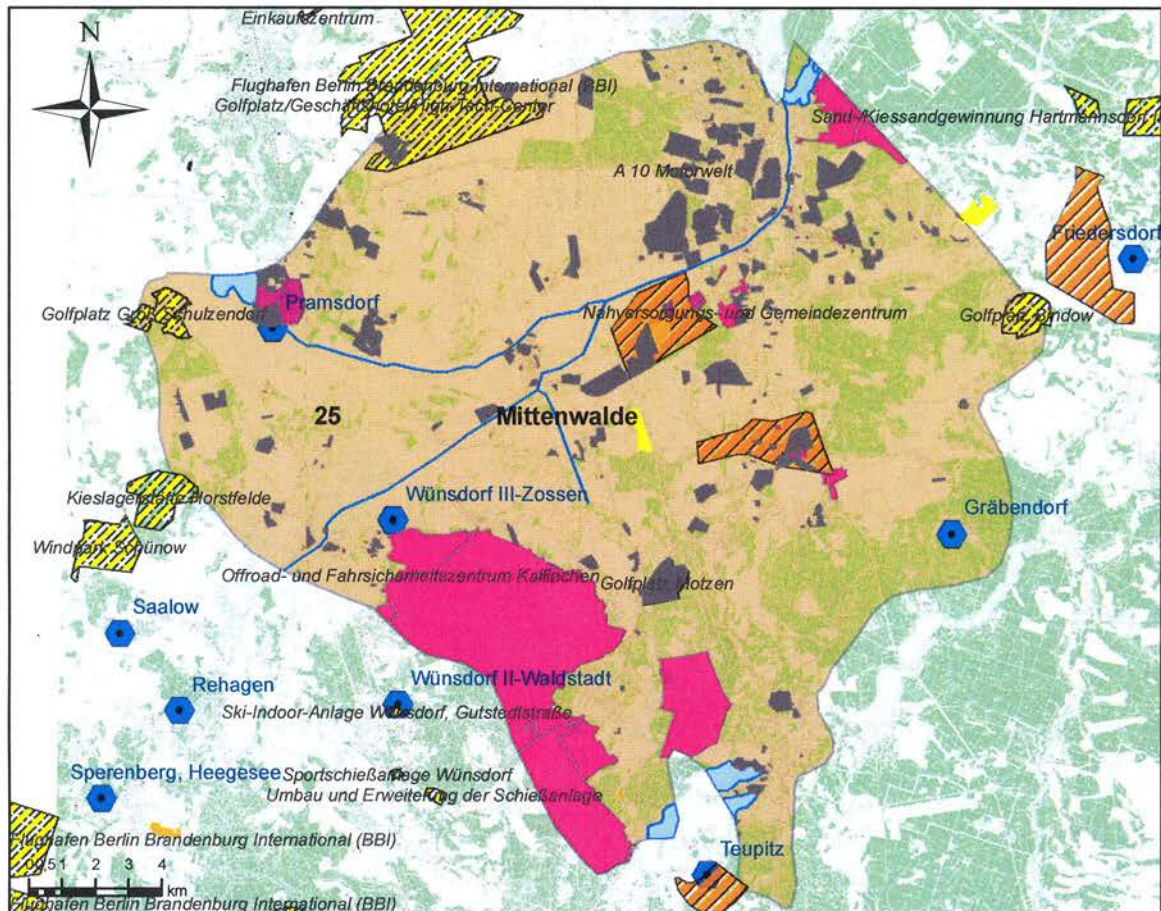 Einkaufszentrum
N
Flughafen Berlin Brandenburg International (BBI)
Golfplatz/Geschäftshotel/High-Tech-Center
Sand-/Kiessandgewinnung Hartmannsdorf
A 10 Motorwelt
Friedersdorf
Pramsdorf
Golfplatz Groß Schulzendorf
Nahversorgungs- und Gemeindezentrum
Golfplatz Bindow
25
Mittenwalde
Kieslagerstätte Horstfelde
Wünsdorf III-Zossen
Gräbendorf
Windpark Schünow
Offroad- und Fahrsicherheitszentrum Kallinchen
Golfplatz Motzen
Saalow
Wünsdorf II-Waldstadt
Rehagen
Ski-Indoor-Anlage Wünsdorf, Gutstedtstraße
Sperenberg, Heegesee
Sportschießanlage Wünsdorf
Umbau und Erweiterung der Schießanlage
Flughafen Berlin Brandenburg International (BBI)
Teupitz
00,5 1 2 3 4
km
Flughafen Berlin Brandenburg International (BBI)